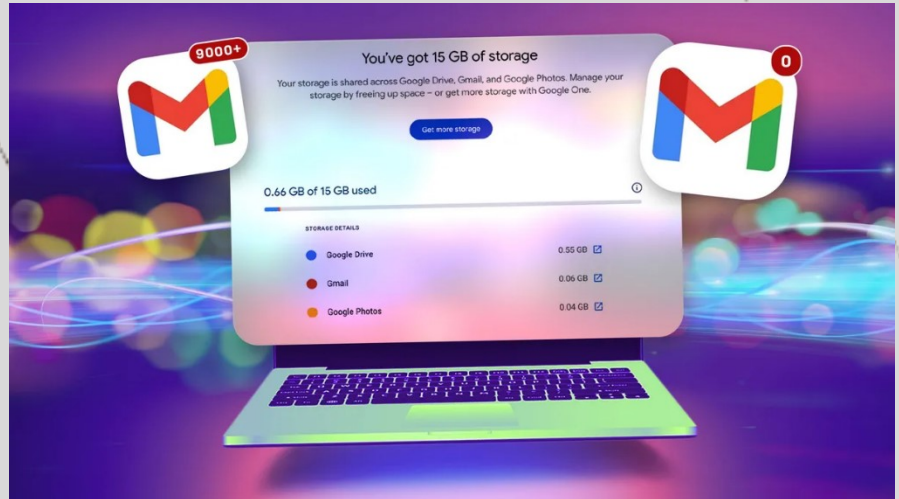 9000+
0
You've got 15 GB of storage
Your storage is shared across Google Drive, Gmail, and Google Photos. Manage your
storage by freeing up space – or get more storage with Google One.
Get more storage
0.66 GB of 15 GB used
STORAGE DETAILS
Google Drive 0.55 GB
Gmail 0.06 GB
Google Photos 0.04 GB